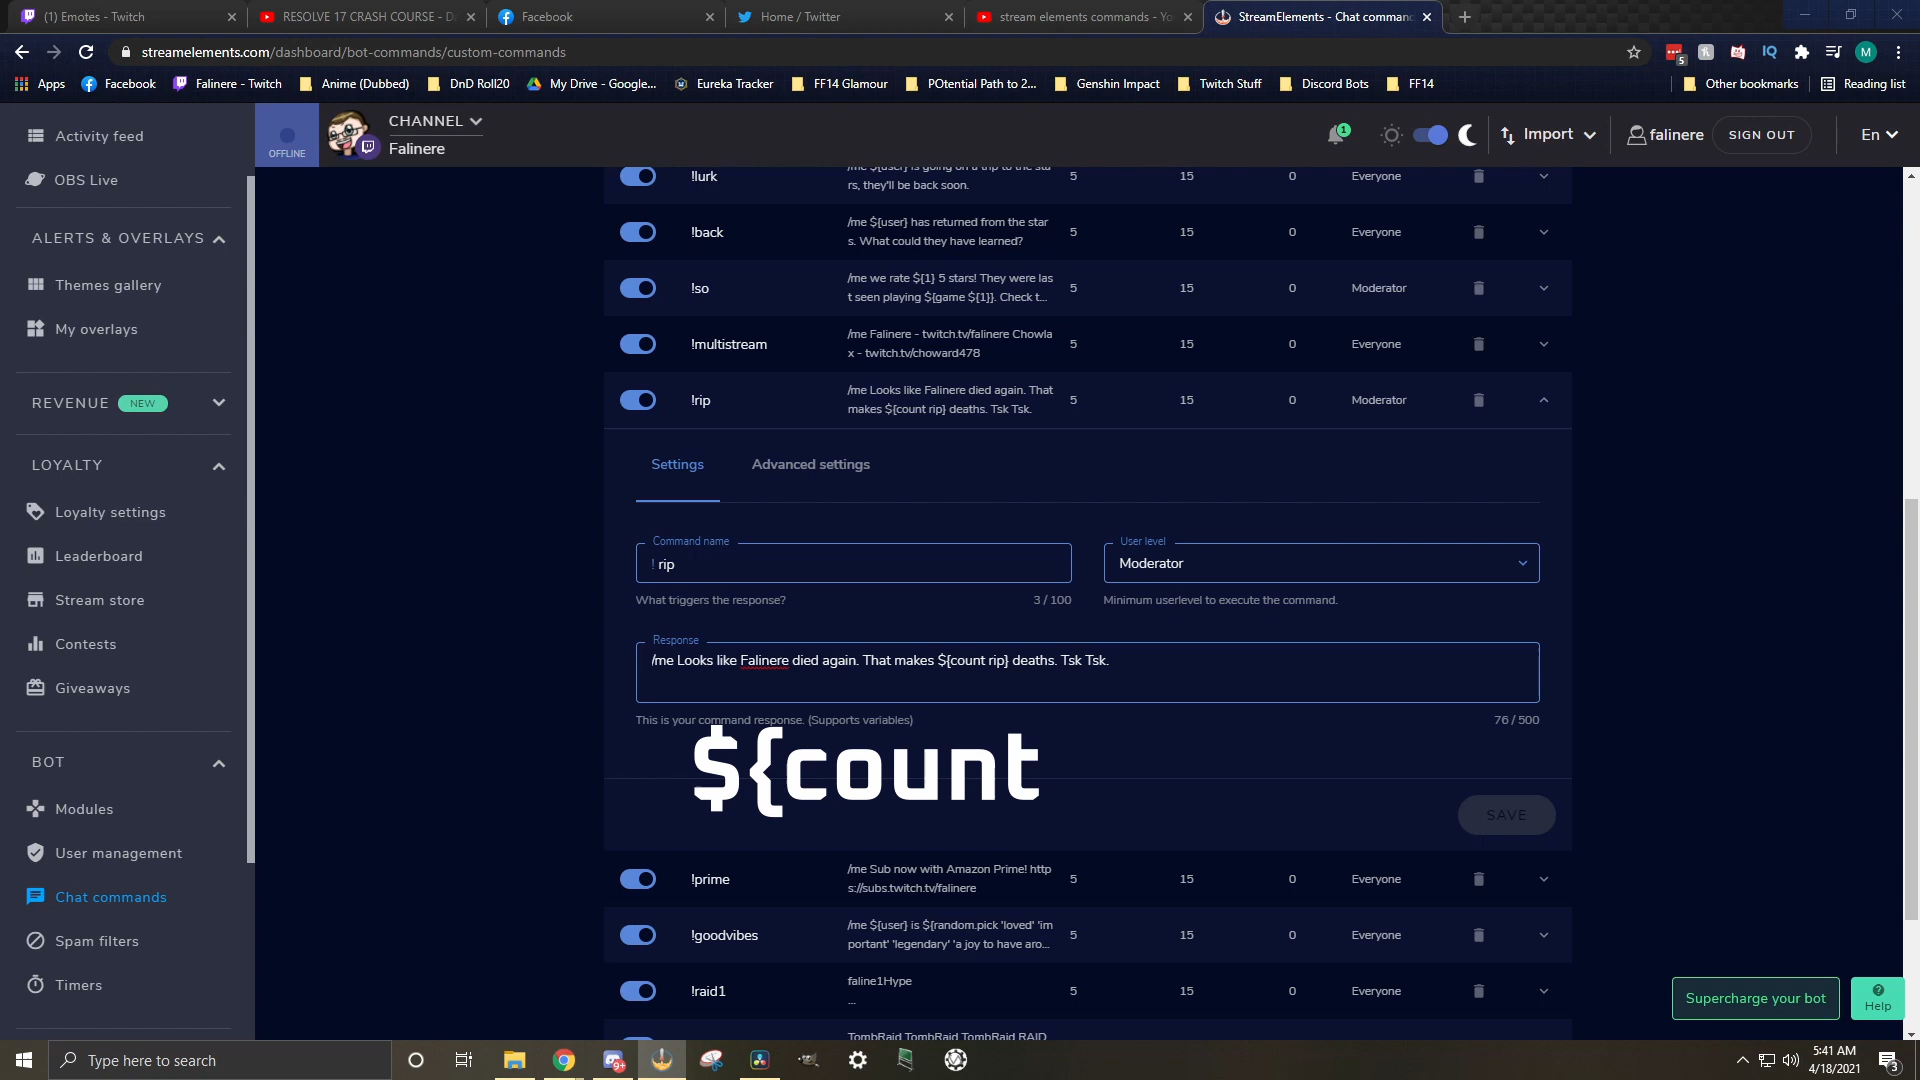 (1) Emotes - Twitch
RESOLVE 17 CRASH COURSE - D
Facebook
Home / Twitter
stream elements commands - Yo
StreamElements - Chat comman
streamelements.com/dashboard/bot-commands/custom-commands
5
IQ
M
Apps
Facebook
Falinere - Twitch
Anime (Dubbed)
DnD Roll20
My Drive - Google...
Eureka Tracker
FF14 Glamour
POtential Path to 2...
Genshin Impact
Twitch Stuff
Discord Bots
FF14
Other bookmarks
Reading list
Activity feed
OBS Live
ALERTS & OVERLAYS
Themes gallery
My overlays
REVENUE NEW
LOYALTY
Loyalty settings
Leaderboard
Stream store
Contests
Giveaways
BOT
Modules
User management
Chat commands
Spam filters
Timers
OFFLINE
CHANNEL
Falinere
1
Import
falinere
SIGN OUT
En
!lurk
/me ${user} is going on a trip to the sta
rs, they'll be back soon.
5 15 0 Everyone
!back
/me ${user} has returned from the star
s. What could they have learned?
5 15 0 Everyone
!so
/me we rate ${1} 5 stars! They were las
t seen playing ${game ${1}}. Check t...
5 15 0 Moderator
!multistream
/me Falinere - twitch.tv/falinere Chowla
x - twitch.tv/choward478
5 15 0 Everyone
!rip
/me Looks like Falinere died again. That
makes ${count rip} deaths. Tsk Tsk.
5 15 0 Moderator
Settings
Advanced settings
Command name
! rip
What triggers the response?
3 / 100
User level
Moderator
Minimum userlevel to execute the command.
Response
/me Looks like Falinere died again. That makes ${count rip} deaths. Tsk Tsk.
This is your command response. (Supports variables)
76 / 500
${count
SAVE
!prime
/me Sub now with Amazon Prime! http
s://subs.twitch.tv/falinere
5 15 0 Everyone
!goodvibes
/me ${user} is ${random.pick 'loved' 'im
portant' 'legendary' 'a joy to have aro...
5 15 0 Everyone
!raid1
faline1Hype
...
5 15 0 Everyone
TombRaid TombRaid TombRaid RAID
Supercharge your bot
? Help
Type here to search
9+
5:41 AM
4/18/2021
3